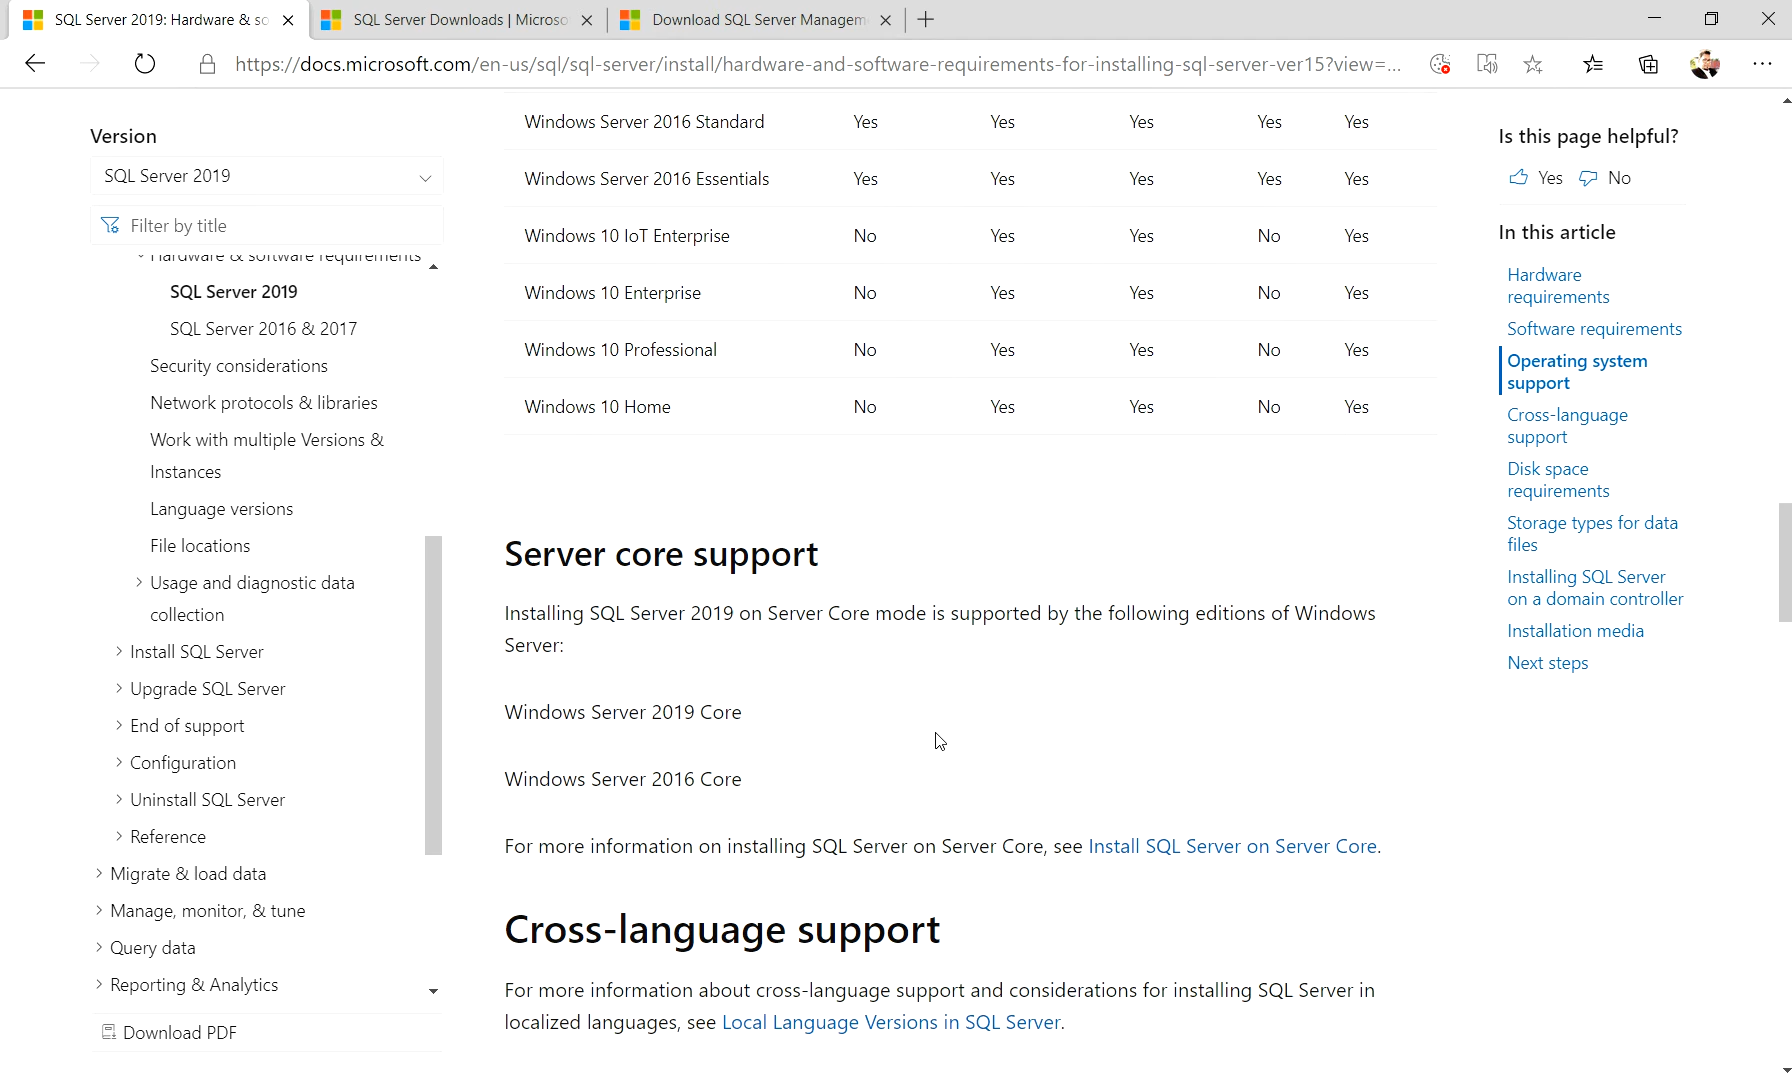 SQL Server 2019: Hardware & so
SQL Server Downloads | Microso
Download SQL Server Managem
https://docs.microsoft.com/en-us/sql/sql-server/install/hardware-and-software-requirements-for-installing-sql-server-ver15?view=...
Version
SQL Server 2019
Filter by title
Hardware & software requirements
SQL Server 2019
SQL Server 2016 & 2017
Security considerations
Network protocols & libraries
Work with multiple Versions &
Instances
Language versions
File locations
Usage and diagnostic data
collection
Install SQL Server
Upgrade SQL Server
End of support
Configuration
Uninstall SQL Server
Reference
Migrate & load data
Manage, monitor, & tune
Query data
Reporting & Analytics
Download PDF
Windows Server 2016 Standard Yes Yes Yes Yes Yes
Windows Server 2016 Essentials Yes Yes Yes Yes Yes
Windows 10 IoT Enterprise No Yes Yes No Yes
Windows 10 Enterprise No Yes Yes No Yes
Windows 10 Professional No Yes Yes No Yes
Windows 10 Home No Yes Yes No Yes
Server core support
Installing SQL Server 2019 on Server Core mode is supported by the following editions of Windows
Server:
Windows Server 2019 Core
Windows Server 2016 Core
For more information on installing SQL Server on Server Core, see Install SQL Server on Server Core.
Cross-language support
For more information about cross-language support and considerations for installing SQL Server in
localized languages, see Local Language Versions in SQL Server.
Is this page helpful?
Yes No
In this article
Hardware
requirements
Software requirements
Operating system
support
Cross-language
support
Disk space
requirements
Storage types for data
files
Installing SQL Server
on a domain controller
Installation media
Next steps